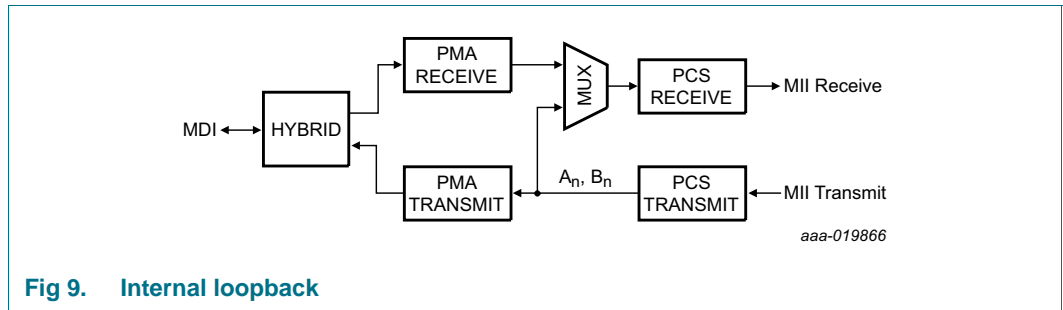 PMA
RECEIVE
MUX
PCS
RECEIVE
MII Receive
MDI
HYBRID
PMA
TRANSMIT
An, Bn
PCS
TRANSMIT
MII Transmit
aaa-019866
Fig 9. Internal loopback